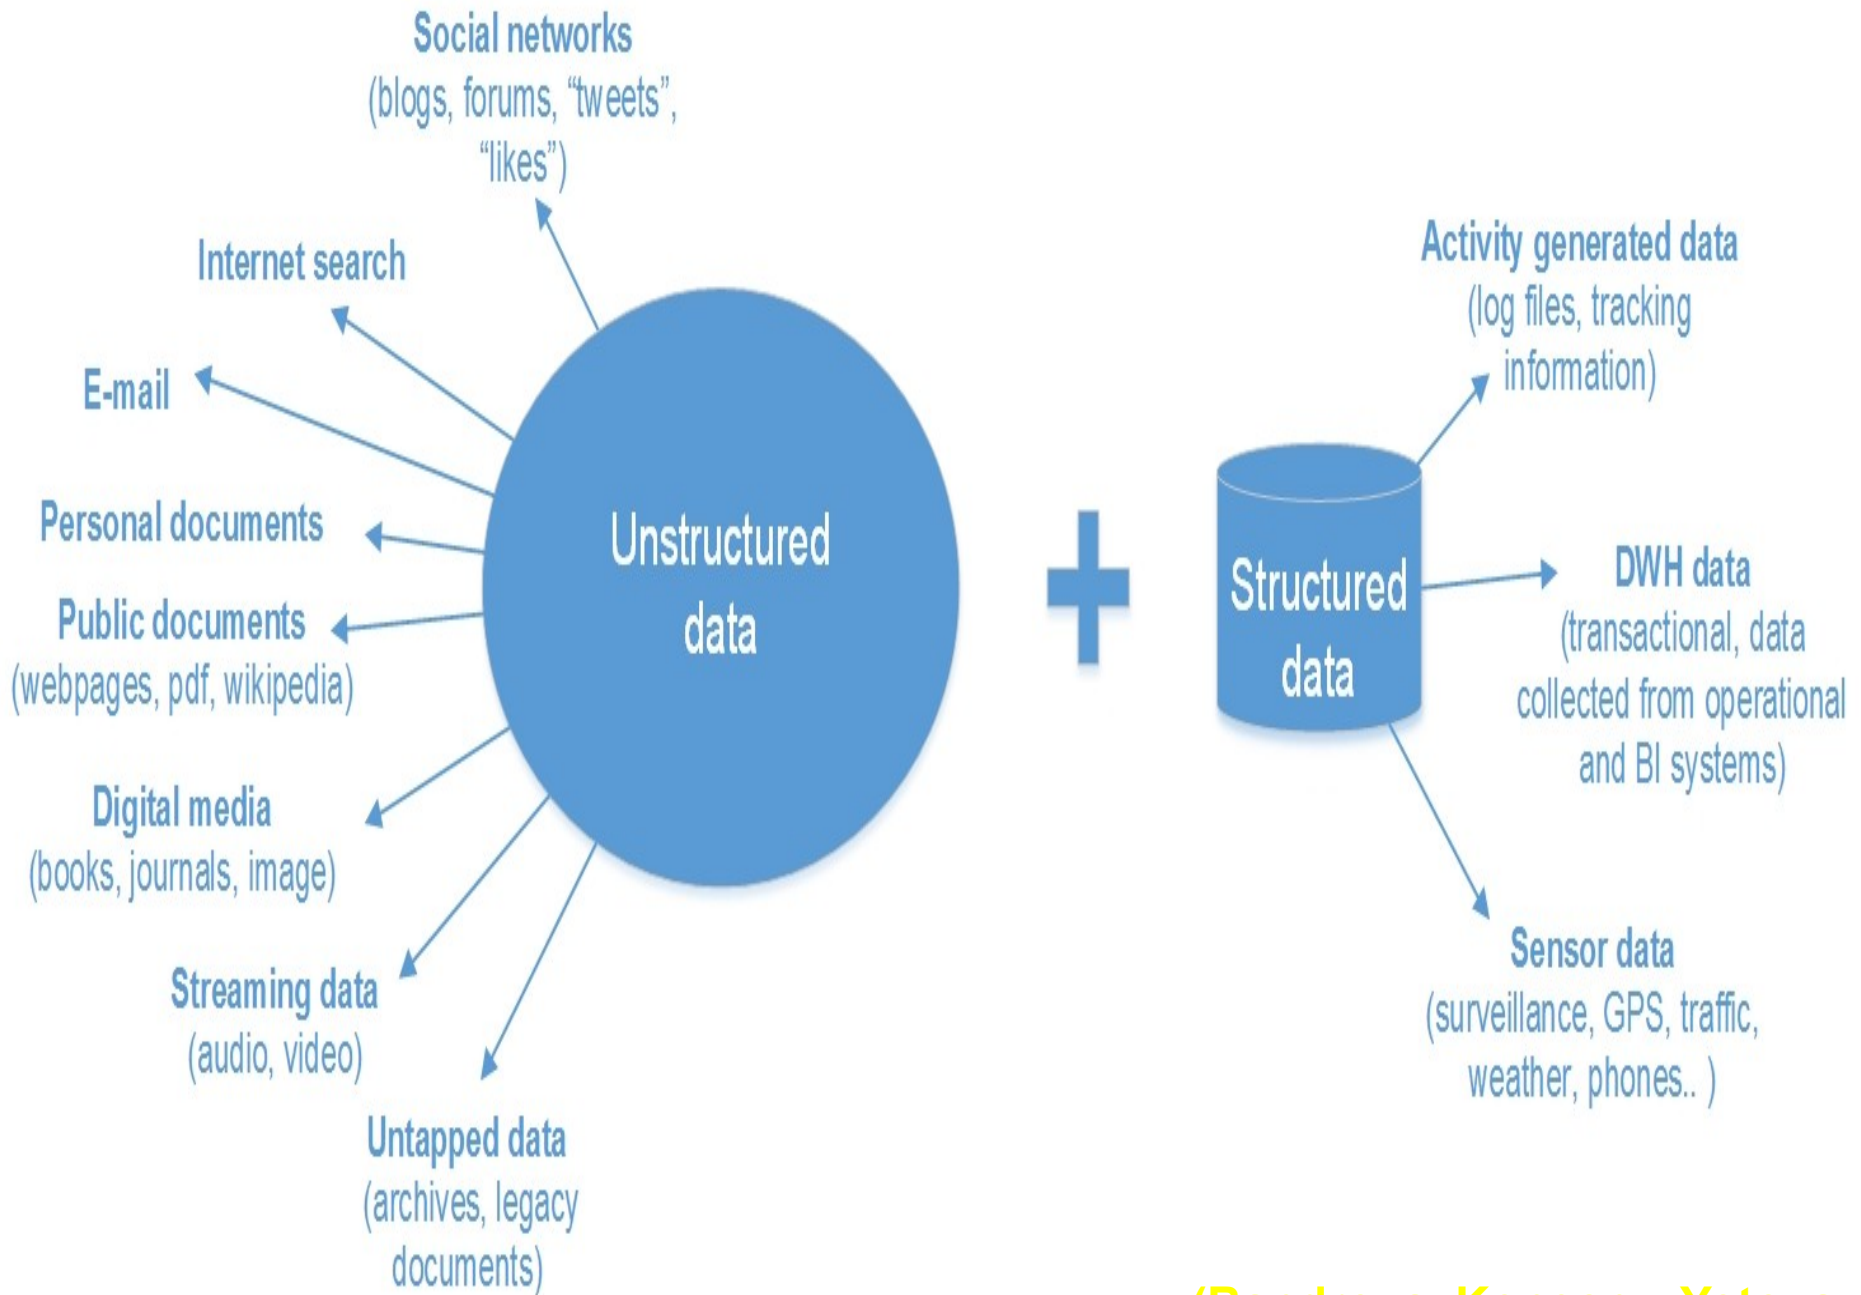 Social networks
(blogs, forums, “tweets”,
“likes”)
Internet search
E-mail
Personal documents
Public documents
(webpages, pdf, wikipedia)
Digital media
(books, journals, image)
Streaming data
(audio, video)
Untapped data
(archives, legacy
documents)
Unstructured
data
Structured
data
Activity generated data
(log files, tracking
information)
DWH data
(transactional, data
collected from operational
and BI systems)
Sensor data
(surveillance, GPS, traffic,
weather, phones.. )